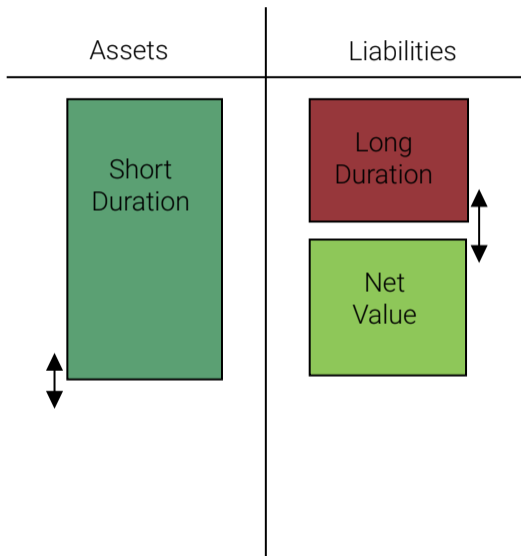 Assets
Liabilities
Short
Duration
Long
Duration
Net
Value